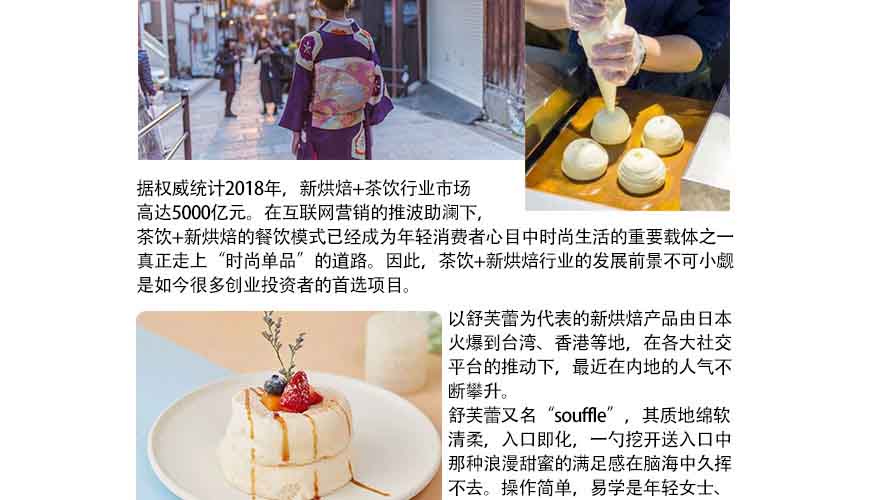 据权威统计2018年，新烘焙+茶饮行业市场
高达5000亿元。在互联网营销的推波助澜下，
茶饮+新烘焙的餐饮模式已经成为年轻消费者心目中时尚生活的重要载体之一
真正走上“时尚单品”的道路。因此，茶饮+新烘焙行业的发展前景不可小觑
是如今很多创业投资者的首选项目。
以舒芙蕾为代表的新烘焙产品由日本
火爆到台湾、香港等地，在各大社交
平台的推动下，最近在内地的人气不
断攀升。
舒芙蕾又名“souffle”，其质地绵软
清柔，入口即化，一勺挖开送入口中
那种浪漫甜蜜的满足感在脑海中久挥
不去。操作简单，易学是年轻女士、